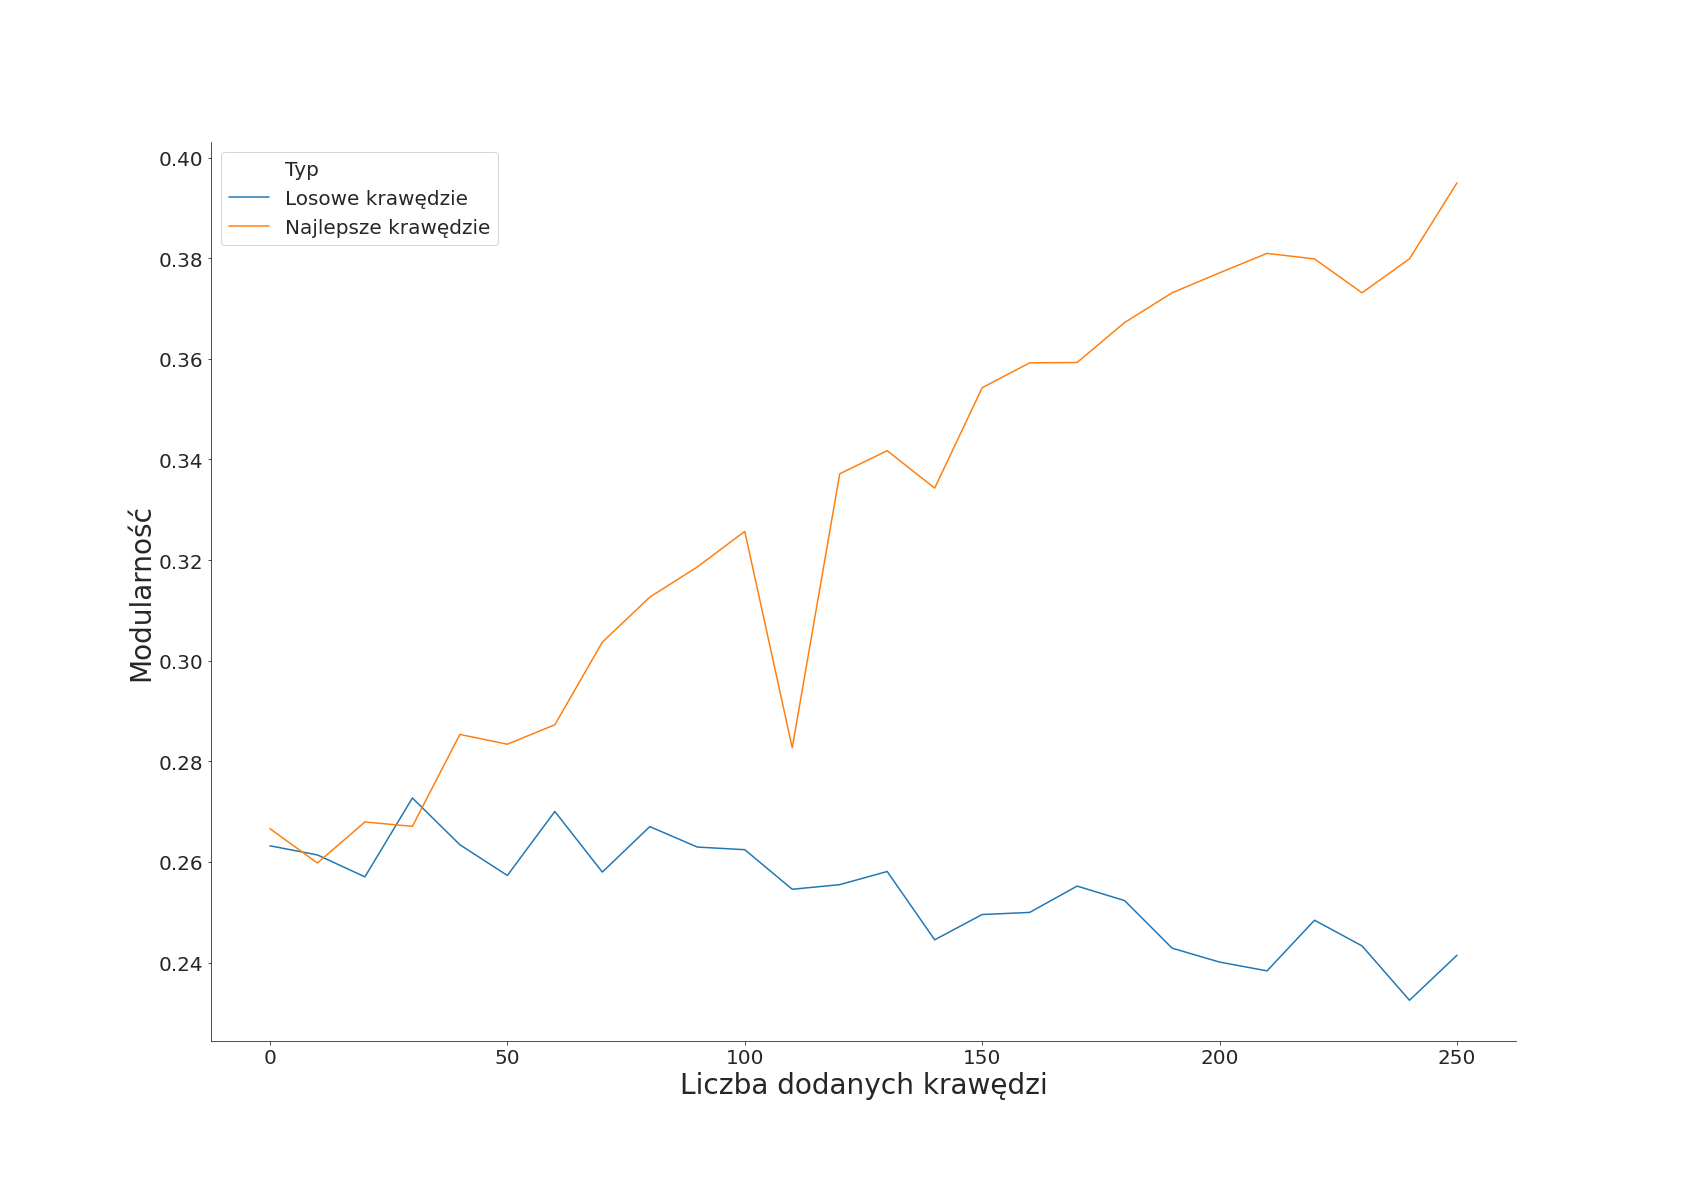 Typ
Losowe krawędzie
Najlepsze krawędzie
0.40
0.38
0.36
0.34
0.32
0.30
0.28
0.26
0.24
Modularność
0 50 100 150 200 250
Liczba dodanych krawędzi